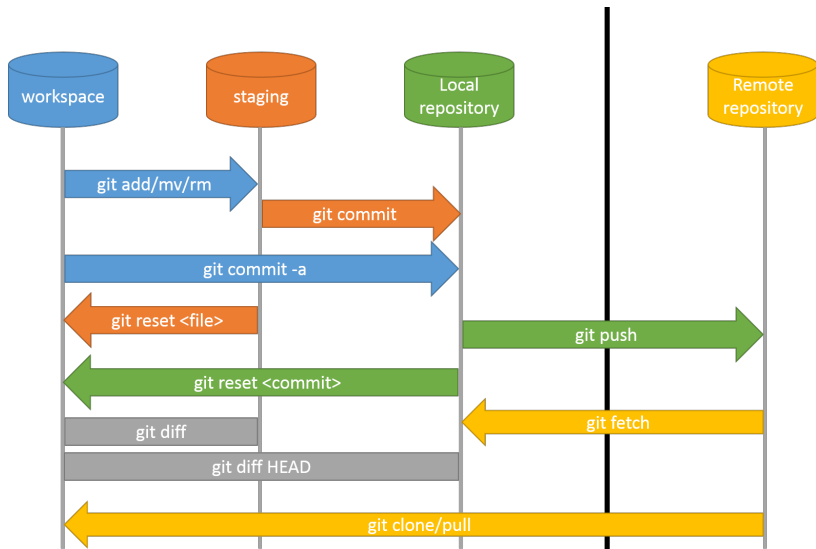 workspace
staging
Local
repository
Remote
repository
git add/mv/rm
git commit
git commit -a
git reset <file>
git push
git reset <commit>
git fetch
git diff
git diff HEAD
git clone/pull